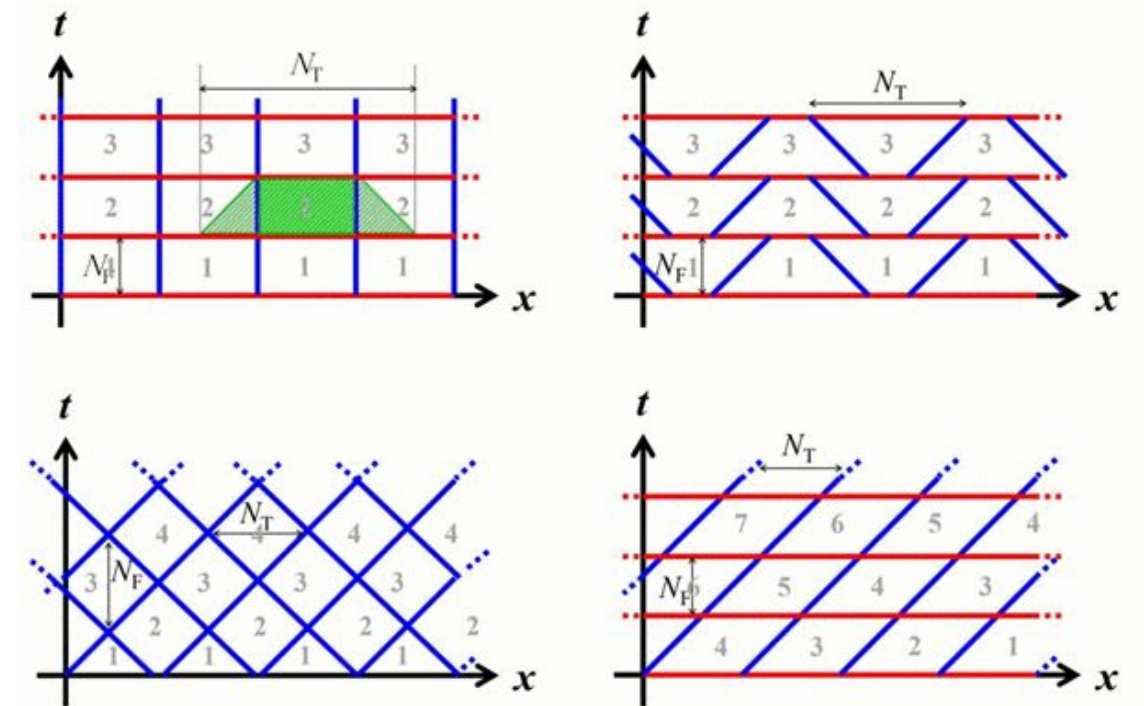 t
N_T
3 3 3 3
2 2 2 2
N_F 1 1 1 1
x
t
N_T
3 3 3 3
2 2 2 2
N_F 1 1 1 1
x
t
N_T
4 4 4 4
N_F
3 3 3 3
2 2 2 2
1 1 1 1
x
t
N_T
7 6 5 4
N_F 6 5 4 3
4 3 2 1
x